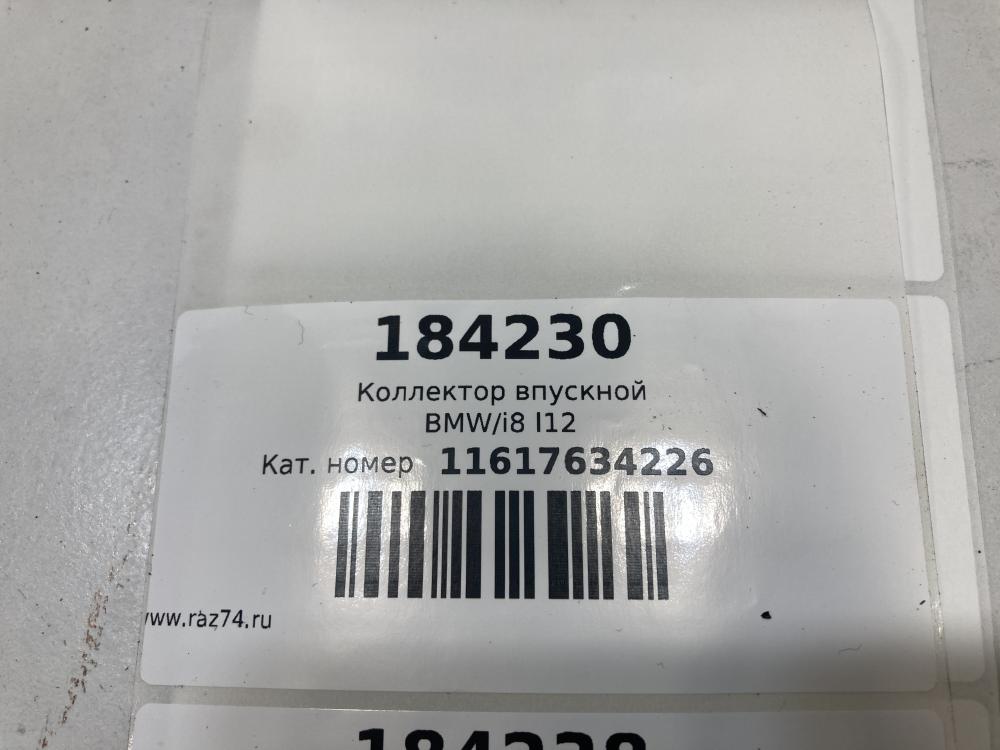 184230
Коллектор впускной
BMW/i8 I12
Кат. номер 11617634226
www.raz74.ru